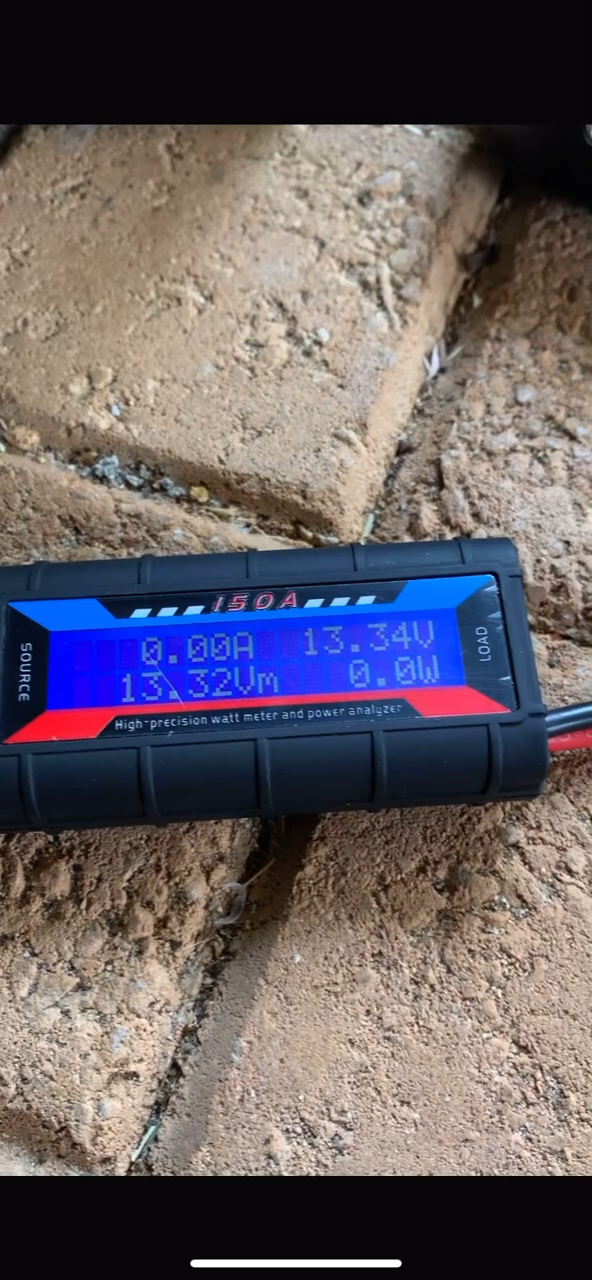 150A
SOURCE
0.00A 13.34V
13.32Vm 0.0W
LOAD
High-precision watt meter and power analyzer